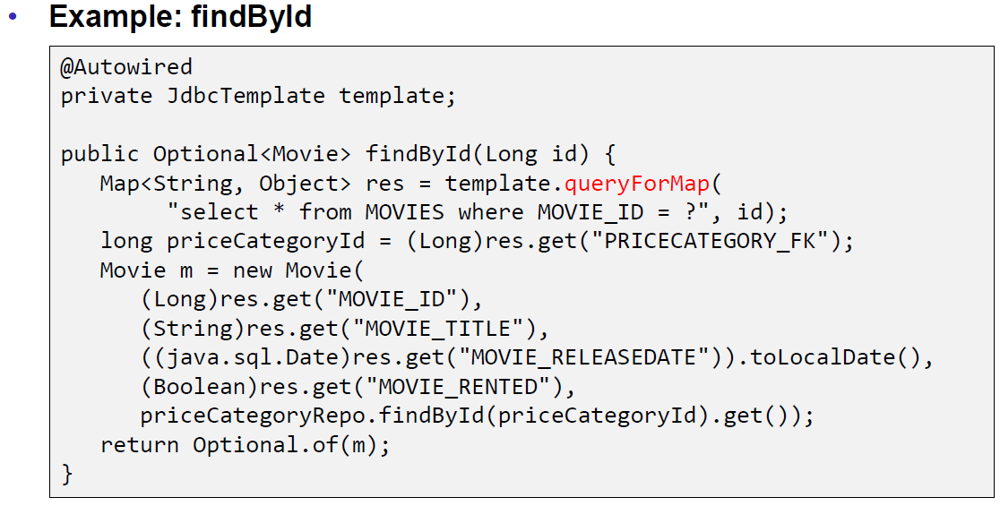 • Example: findById
@Autowired
private JdbcTemplate template;
public Optional<Movie> findById(Long id) {
Map<String, Object> res = template.queryForMap(
"select * from MOVIES where MOVIE_ID = ?", id);
long priceCategoryId = (Long)res.get("PRICECATEGORY_FK");
Movie m = new Movie(
(Long)res.get("MOVIE_ID"),
(String)res.get("MOVIE_TITLE"),
((java.sql.Date)res.get("MOVIE_RELEASEDATE")).toLocalDate(),
(Boolean)res.get("MOVIE_RENTED"),
priceCategoryRepo.findById(priceCategoryId).get());
return Optional.of(m);
}